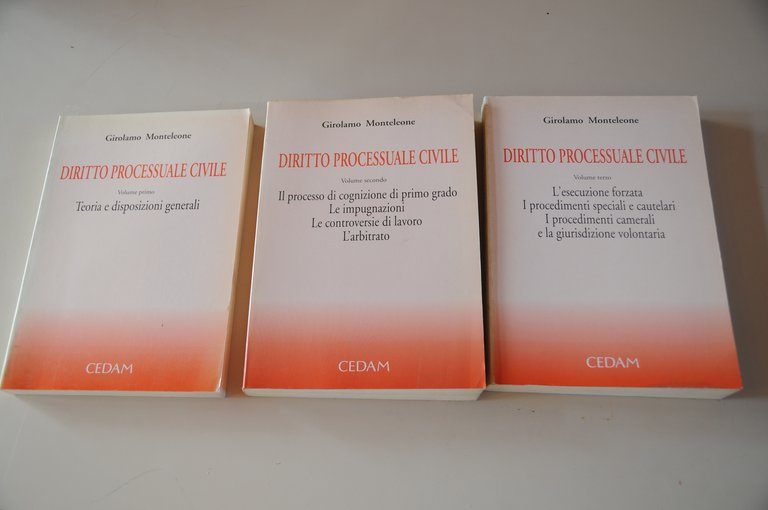 Girolamo Monteleone
DIRITTO PROCESSUALE CIVILE
Volume primo
Teoria e disposizioni generali
CEDAM
Girolamo Monteleone
DIRITTO PROCESSUALE CIVILE
Volume secondo
Il processo di cognizione di primo grado
Le impugnazioni
Le controversie di lavoro
L'arbitrato
CEDAM
Girolamo Monteleone
DIRITTO PROCESSUALE CIVILE
Volume terzo
L'esecuzione forzata
I procedimenti speciali e cautelari
I procedimenti camerali
e la giurisdizione volontaria
CEDAM